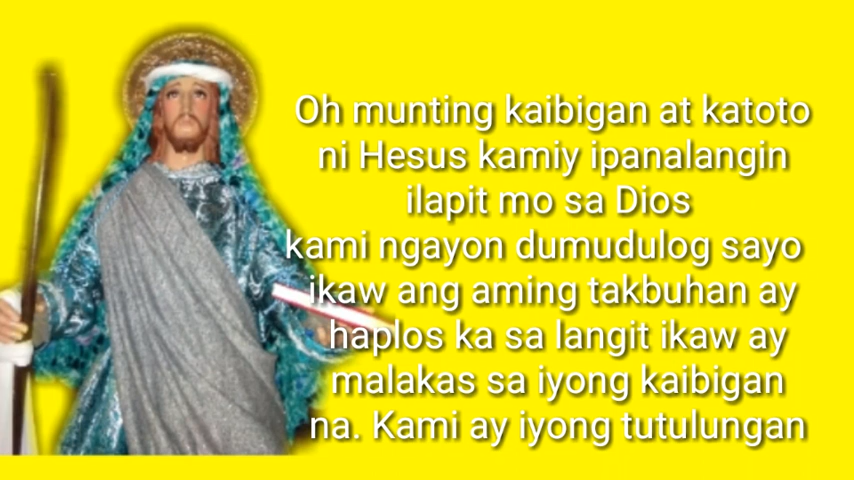 Oh munting kaibigan at katoto
ni Hesus kamiy ipanalangin
ilapit mo sa Dios
kami ngayon dumudulog sayo
ikaw ang aming takbuhan ay
haplos ka sa langit ikaw ay
malakas sa iyong kaibigan
na. Kami ay iyong tutulungan